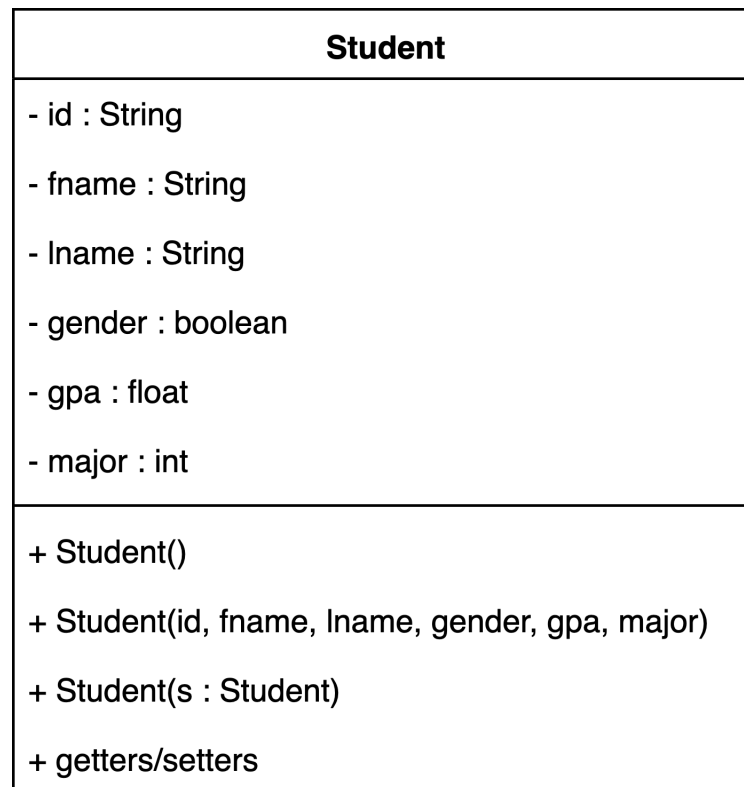 Student
- id : String
- fname : String
- lname : String
- gender : boolean
- gpa : float
- major : int
+ Student()
+ Student(id, fname, lname, gender, gpa, major)
+ Student(s : Student)
+ getters/setters